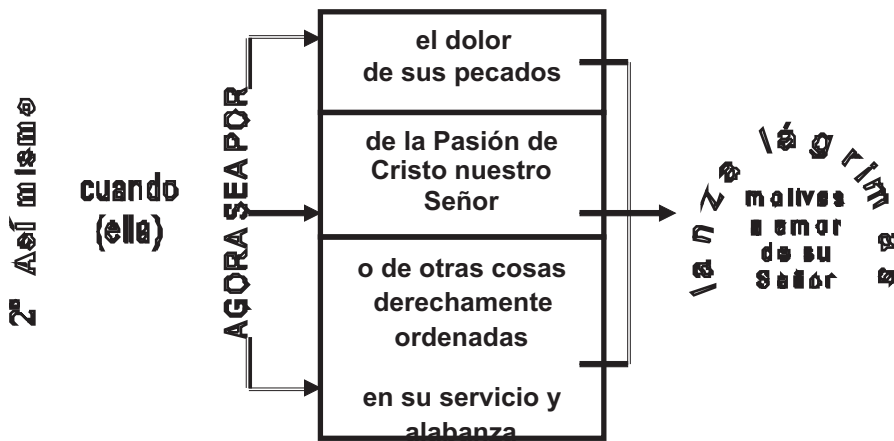 2º Así mismo
cuando
(ella)
AGORA SEA POR
el dolor
de sus pecados
de la Pasión de
Cristo nuestro
Señor
o de otras cosas
derechamente
ordenadas
en su servicio y
alabanza
lanza lágrimas
motivas
a amor
de su
Señor